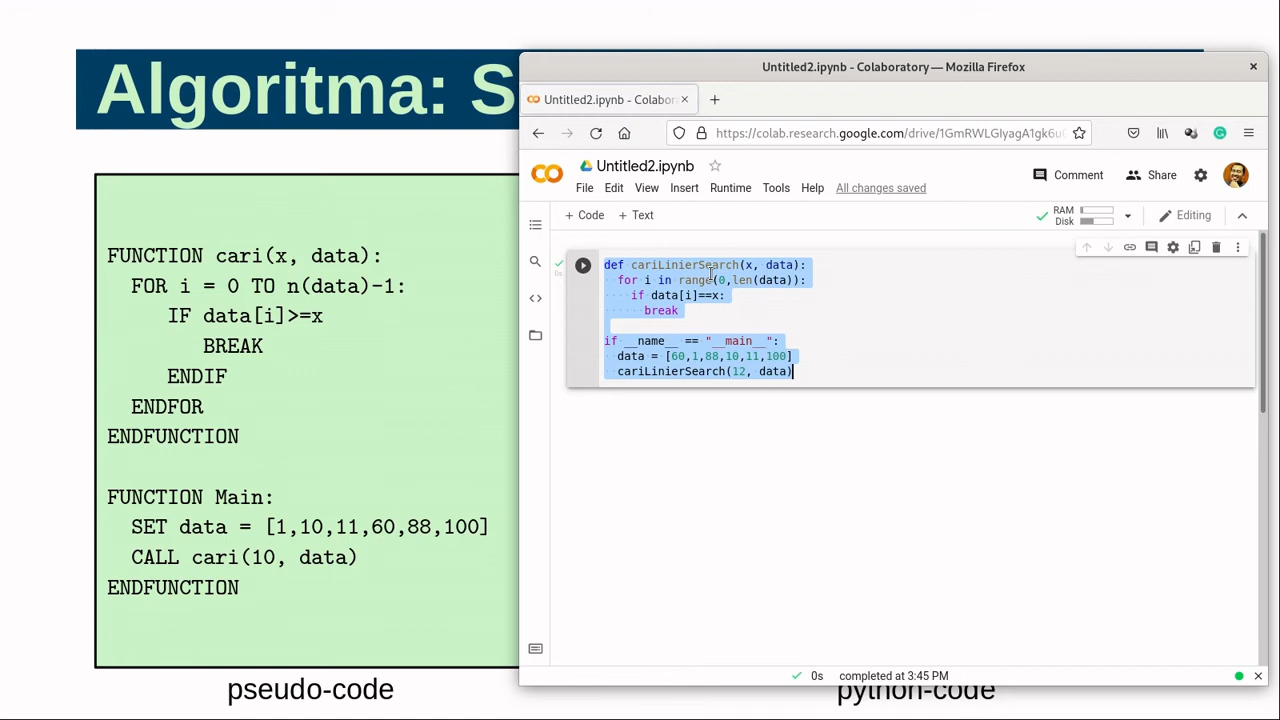 Algoritma: S
FUNCTION cari(x, data):
FOR i = 0 TO n(data)-1:
IF data[i]>=x
BREAK
ENDIF
ENDFOR
ENDFUNCTION
FUNCTION Main:
SET data = [1,10,11,60,88,100]
CALL cari(10, data)
ENDFUNCTION
pseudo-code
Untitled2.ipynb - Colaboratory — Mozilla Firefox
Untitled2.ipynb - Colabor
https://colab.research.google.com/drive/1GmRWLGlyagA1gk6u
Untitled2.ipynb
Comment
Share
File Edit View Insert Runtime Tools Help All changes saved
+ Code + Text
RAM
Disk
Editing
0s
def cariLinierSearch(x, data):
for i in range(0,len(data)):
if data[i]==x:
break
if __name__ == "__main__":
data = [60,1,88,10,11,100]
cariLinierSearch(12, data)
0s completed at 3:45 PM
python-code